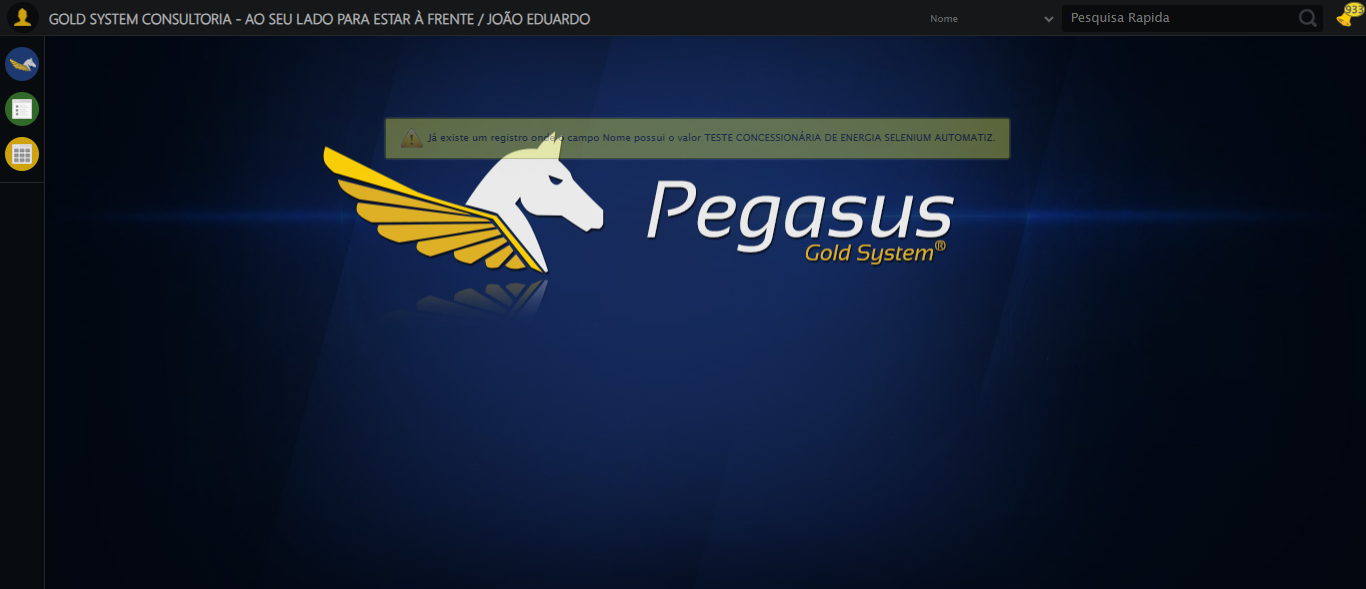 GOLD SYSTEM CONSULTORIA - AO SEU LADO PARA ESTAR À FRENTE / JOÃO EDUARDO
Nome
Pesquisa Rapida
933
Já existe um registro onde o campo Nome possui o valor TESTE CONCESSIONÁRIA DE ENERGIA SELENIUM AUTOMATIZ.
Pegasus
Gold System®